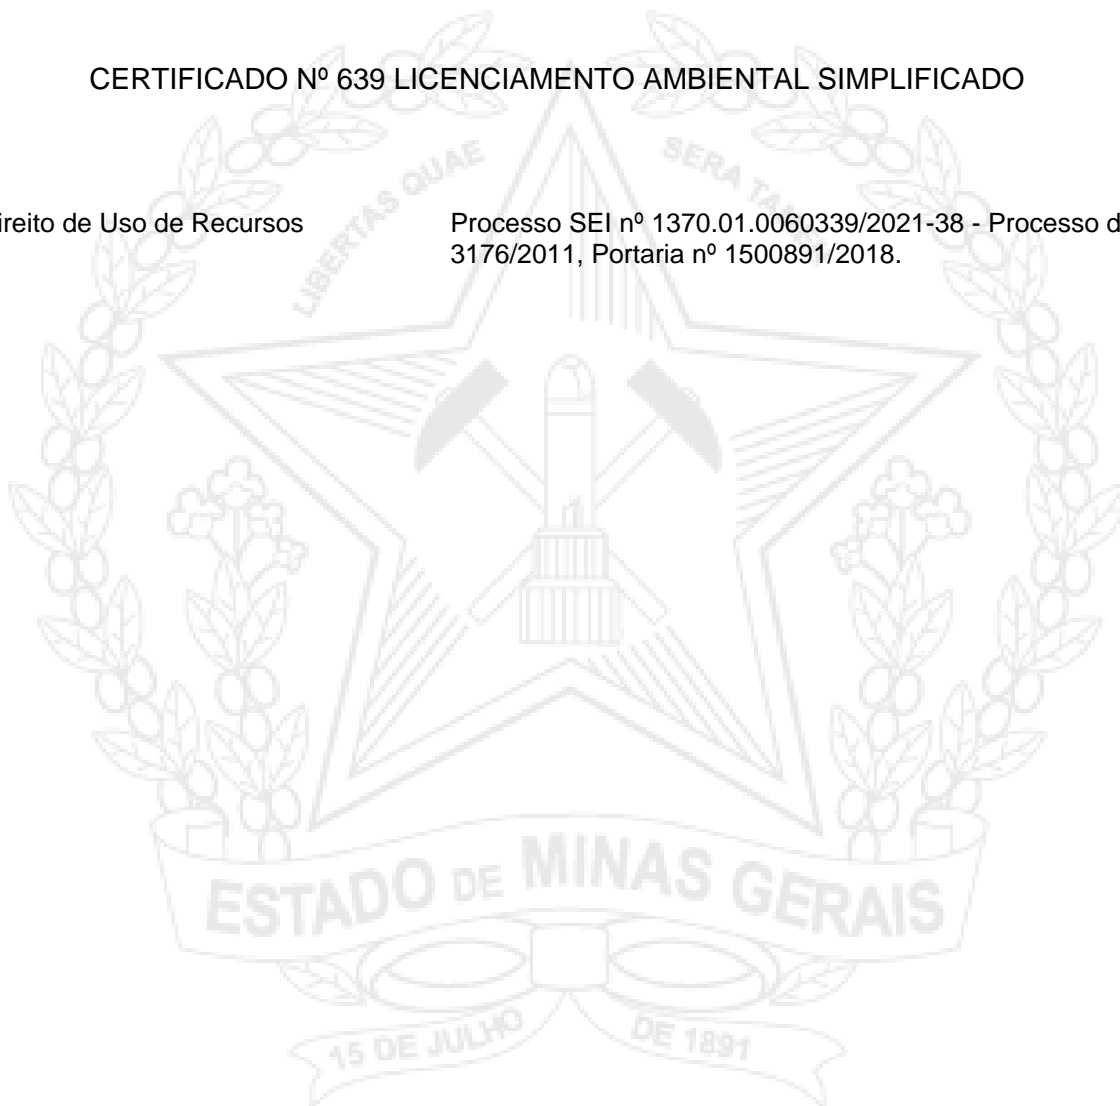 CERTIFICADO Nº 639 LICENCIAMENTO AMBIENTAL SIMPLIFICADO
LIBERTAS QUAE SERA TAMEN
ireito de Uso de Recursos
Processo SEI nº 1370.01.0060339/2021-38 - Processo d
3176/2011, Portaria nº 1500891/2018.
ESTADO DE MINAS GERAIS
15 DE JULHO DE 1891